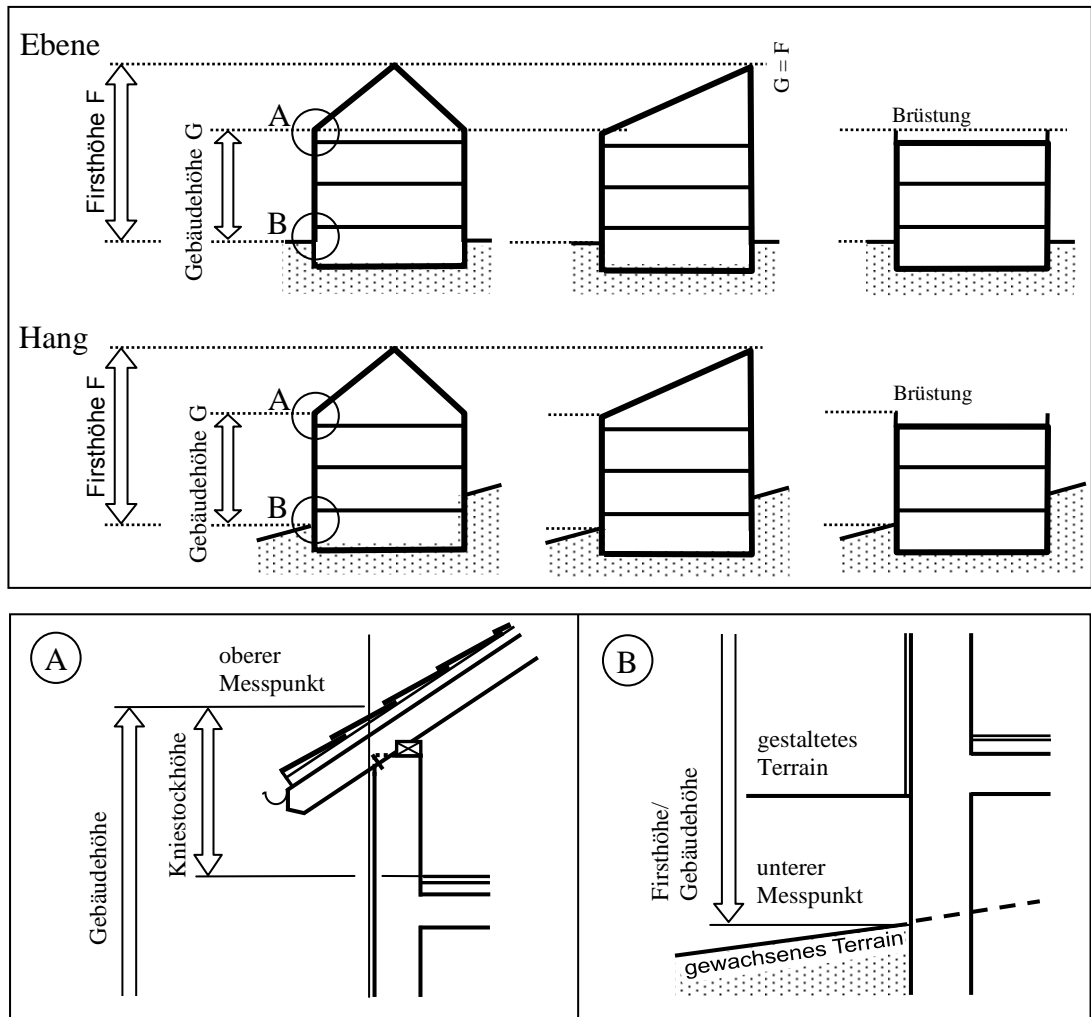 Ebene
Firsthöhe F
Gebäudehöhe G
A
B
G = F
Brüstung
Hang
Firsthöhe F
Gebäudehöhe G
A
B
Brüstung
A
oberer
Messpunkt
Gebäudehöhe
Kniestockhöhe
B
gestaltetes
Terrain
Firsthöhe/
Gebäudehöhe
unterer
Messpunkt
gewachsenes Terrain